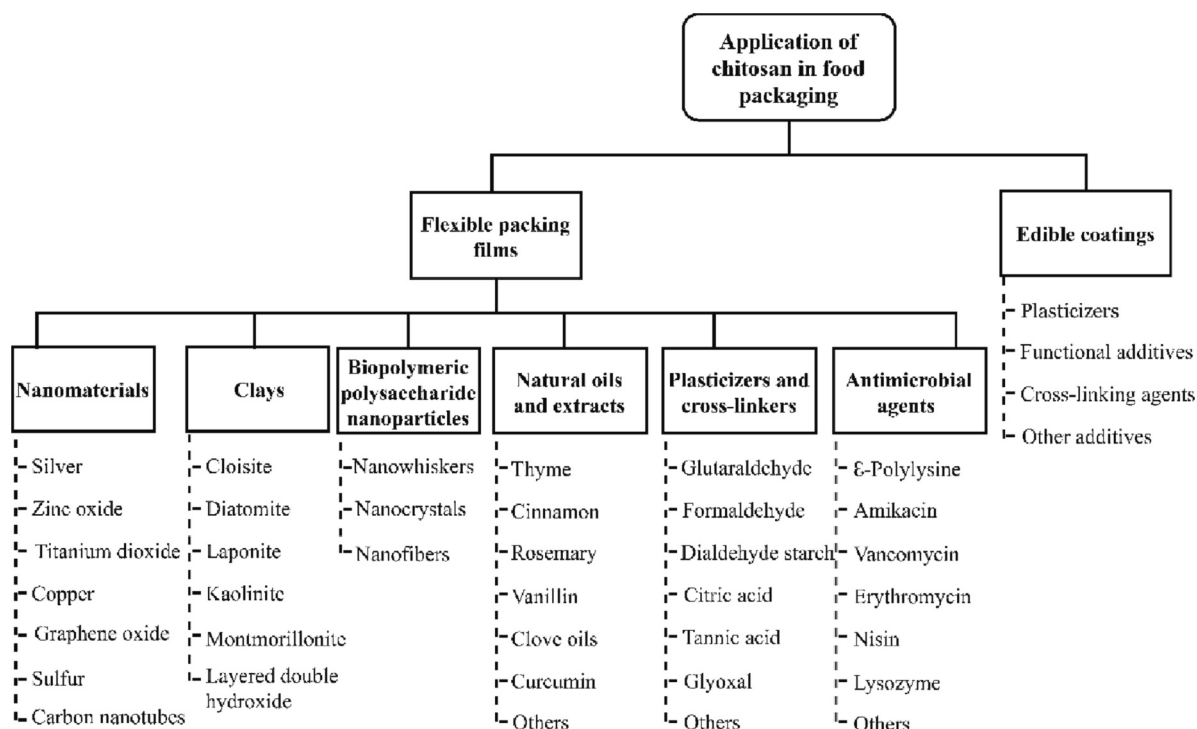 Application of
chitosan in food
packaging
Flexible packing
films
Edible coatings
Plasticizers
Functional additives
Cross-linking agents
Other additives
Nanomaterials
Silver
Zinc oxide
Titanium dioxide
Copper
Graphene oxide
Sulfur
Carbon nanotubes
Clays
Cloisite
Diatomite
Laponite
Kaolinite
Montmorillonite
Layered double
hydroxide
Biopolymeric
polysaccharide
nanoparticles
Nanowhiskers
Nanocrystals
Nanofibers
Natural oils
and extracts
Thyme
Cinnamon
Rosemary
Vanillin
Clove oils
Curcumin
Others
Plasticizers and
cross-linkers
Glutaraldehyde
Formaldehyde
Dialdehyde starch
Citric acid
Tannic acid
Glyoxal
Others
Antimicrobial
agents
Ɛ-Polylysine
Amikacin
Vancomycin
Erythromycin
Nisin
Lysozyme
Others